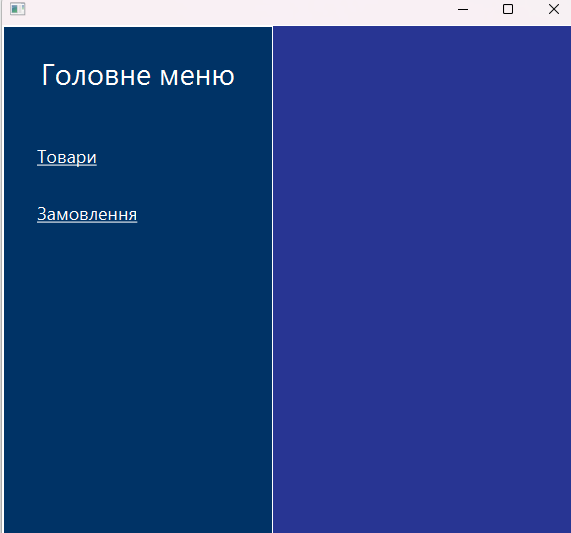 Головне меню
Товари
Замовлення